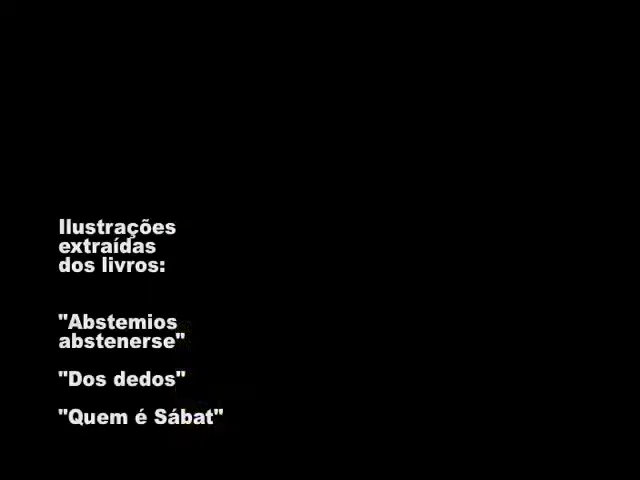 Ilustrações
extraídas
dos livros:
"Abstemios
abstenerse"
"Dos dedos"
"Quem é Sábat"